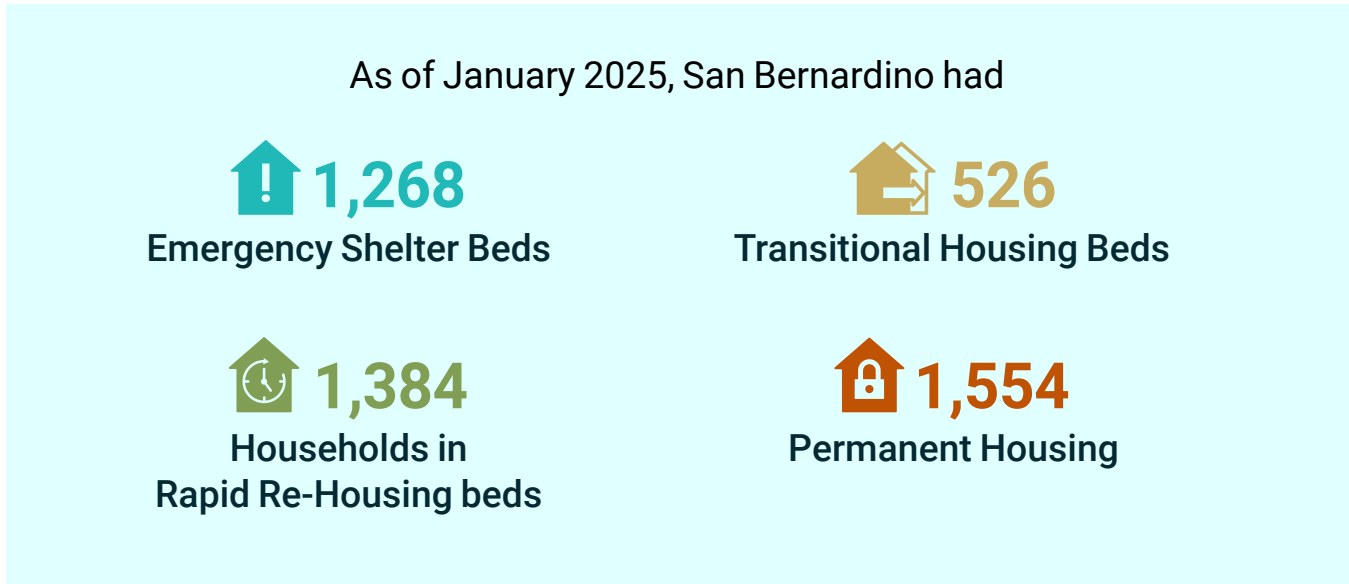 As of January 2025, San Bernardino had
1,268
Emergency Shelter Beds
526
Transitional Housing Beds
1,384
Households in
Rapid Re-Housing beds
1,554
Permanent Housing